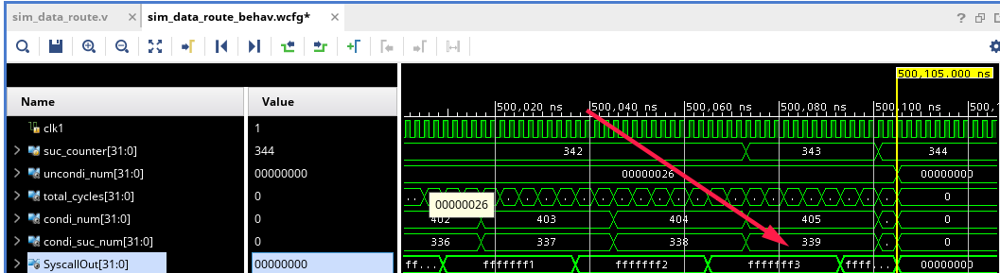 sim_data_route.v × sim_data_route_behav.wcfg* ×
?
500,105.000 ns
Name Value
500,020 ns 500,040 ns 500,060 ns 500,080 ns 500,100 ns 500,
clk1 1
suc_counter[31:0] 344 342 343 344
uncondi_num[31:0] 00000000 00000026 00000000
total_cycles[31:0] 0 0
00000026
condi_num[31:0] 0 402 403 404 405 . 0
condi_suc_num[31:0] 0 336 337 338 339 . 0
SyscallOut[31:0] 00000000 ff... fffffff1 fffffff2 fffffff3 ffff... 00000000